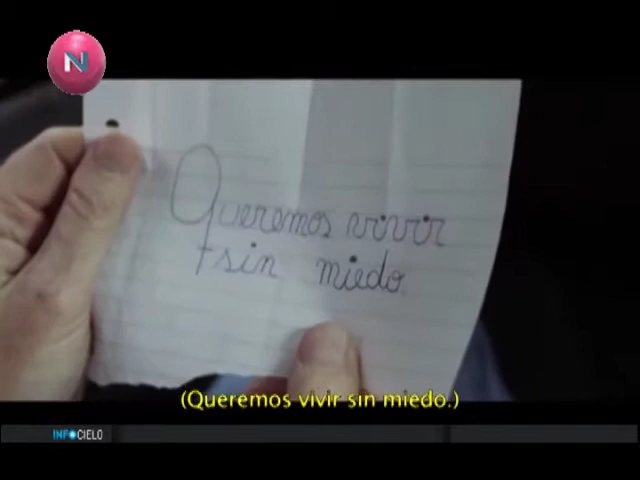 N
Queremos vivir
sin miedo.
(Queremos vivir sin miedo.)
INFOCIELO